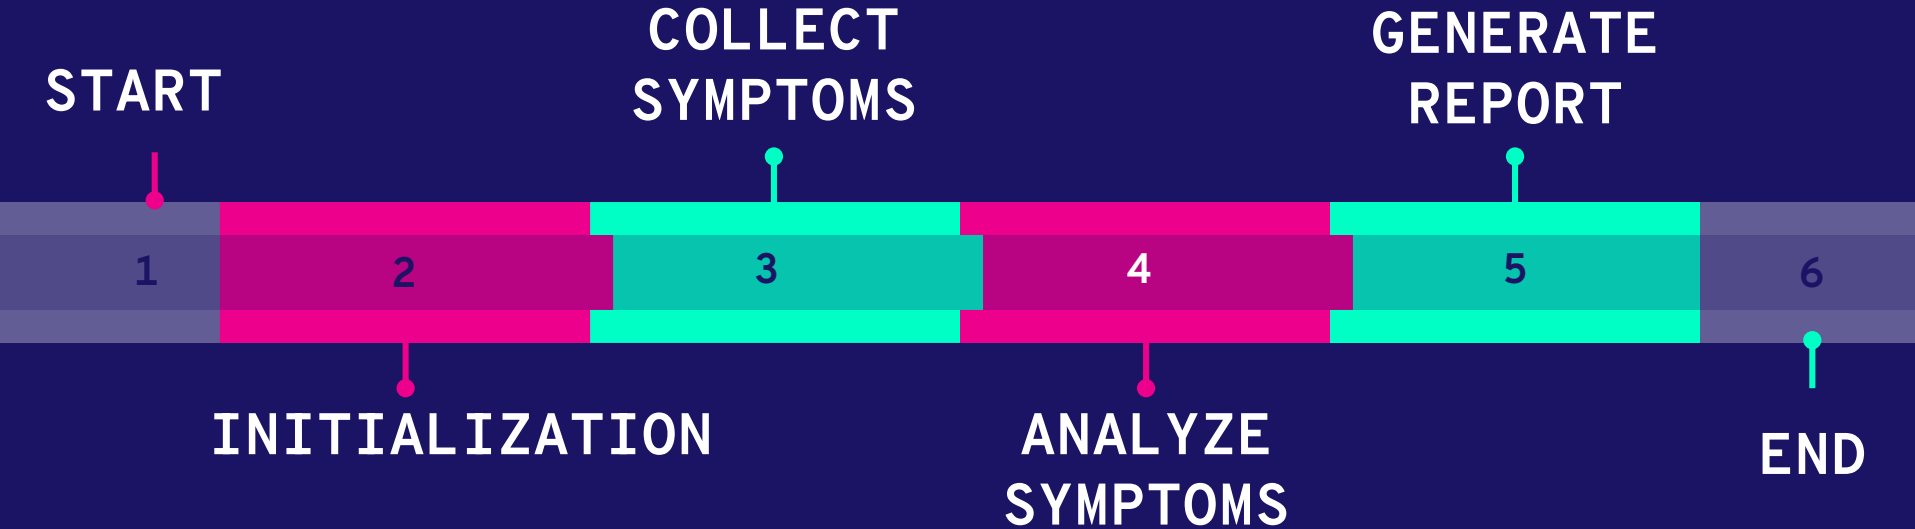 START
COLLECT
SYMPTOMS
GENERATE
REPORT
1
2
3
4
5
6
INITIALIZATION
ANALYZE
SYMPTOMS
END